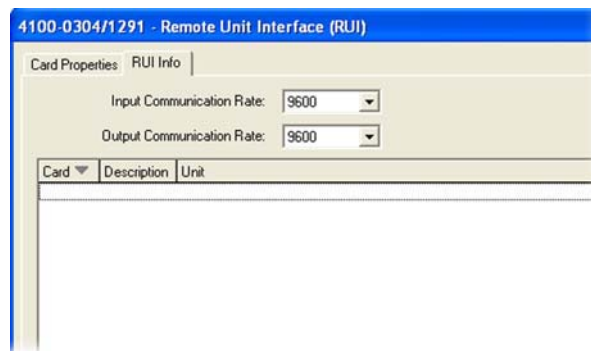 4100-0304/1291 - Remote Unit Interface (RUI)
Card Properties RUI Info
Input Communication Rate: 9600
Output Communication Rate: 9600
Card Description Unit